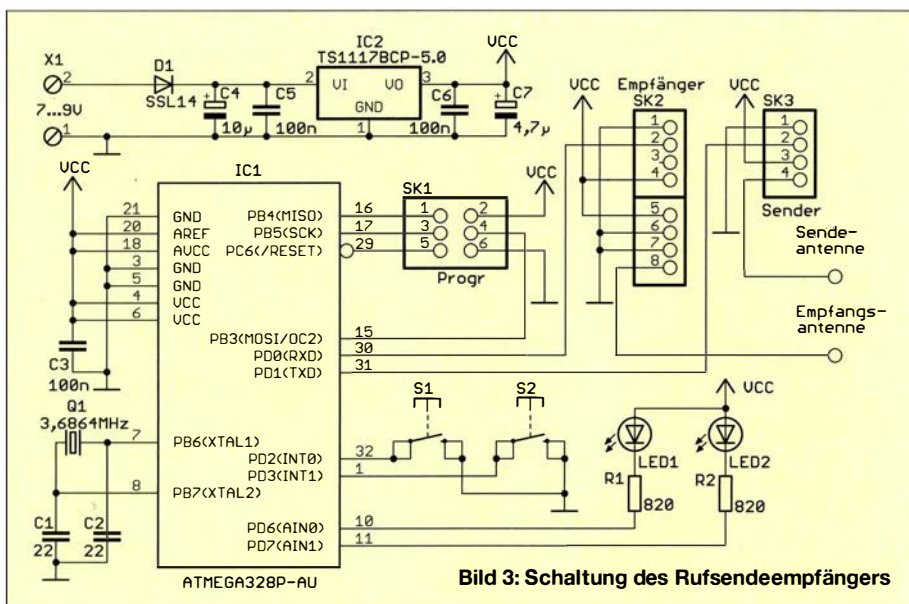 IC2
TS1117BCP-5.0
VCC
X1
2
D1
SSL14
2
VI
VO
3
GND
1
+
C4
10µ
C5
100n
C6
100n
+
C7
4,7µ
7...9V
1
VCC
Empfänger
SK2
1
2
3
4
5
6
7
8
VCC
SK3
1
2
3
4
Sender
Sende-
antenne
Empfangs-
antenne
VCC
IC1
21
GND
20
AREF
18
AVCC
3
GND
5
GND
4
VCC
6
VCC
C3
100n
Q1
3,6864MHz
7
PB6(XTAL1)
8
PB7(XTAL2)
C1
22
C2
22
PB4(MISO)
16
PB5(SCK)
17
PC6(/RESET)
29
SK1
1
2
3
4
5
6
Progr
VCC
PB3(MOSI/OC2)
15
PD0(RXD)
30
PD1(TXD)
31
S1
S2
PD2(INT0)
32
PD3(INT1)
1
VCC
LED1
LED2
R1
820
R2
820
PD6(AIN0)
10
PD7(AIN1)
11
ATMEGA328P-AU
Bild 3: Schaltung des Rufsendeempfängers